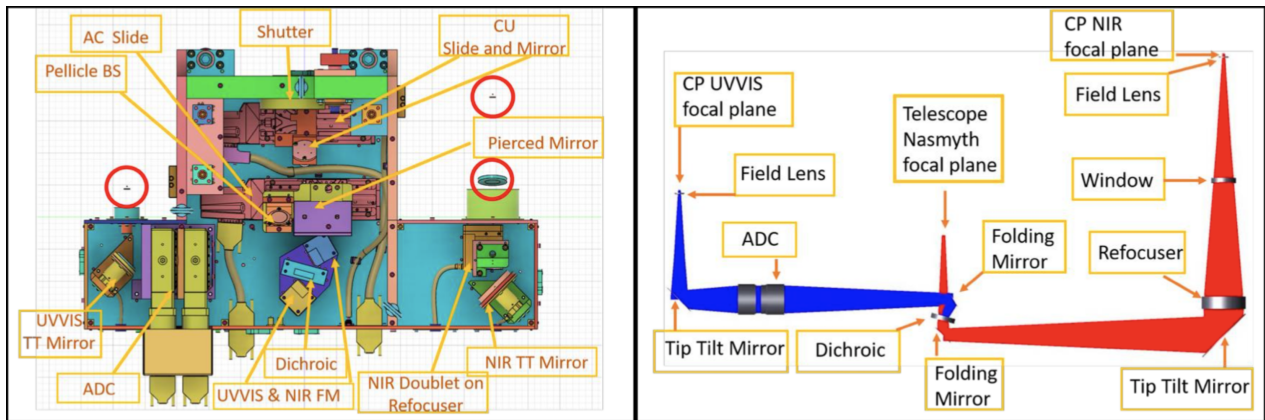 AC Slide
Shutter
CU
Slide and Mirror
Pellicle BS
Pierced Mirror
UVVIS
TT Mirror
ADC
UVVIS & NIR FM
Dichroic
NIR Doublet on
Refocuser
NIR TT Mirror
CP NIR
focal plane
Field Lens
CP UVVIS
focal plane
Telescope
Nasmyth
focal plane
Field Lens
Window
ADC
Folding
Mirror
Refocuser
Tip Tilt Mirror
Dichroic
Folding
Mirror
Tip Tilt Mirror